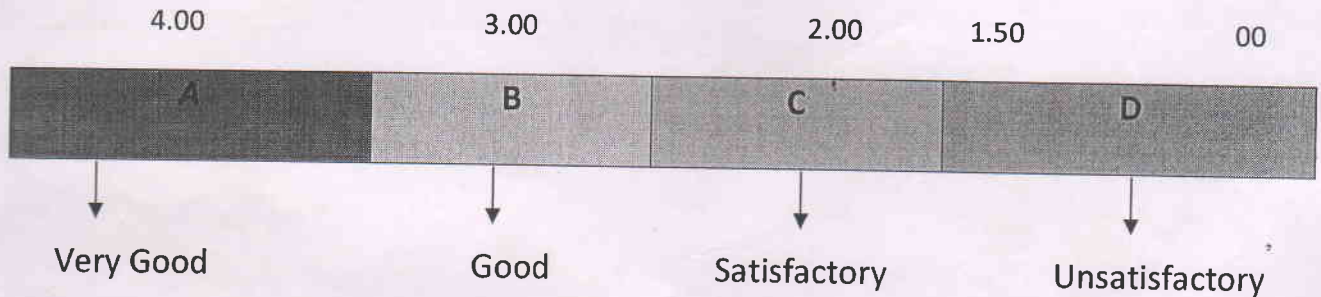 4.00 3.00 2.00 1.50 00
A B C D
Very Good Good Satisfactory Unsatisfactory